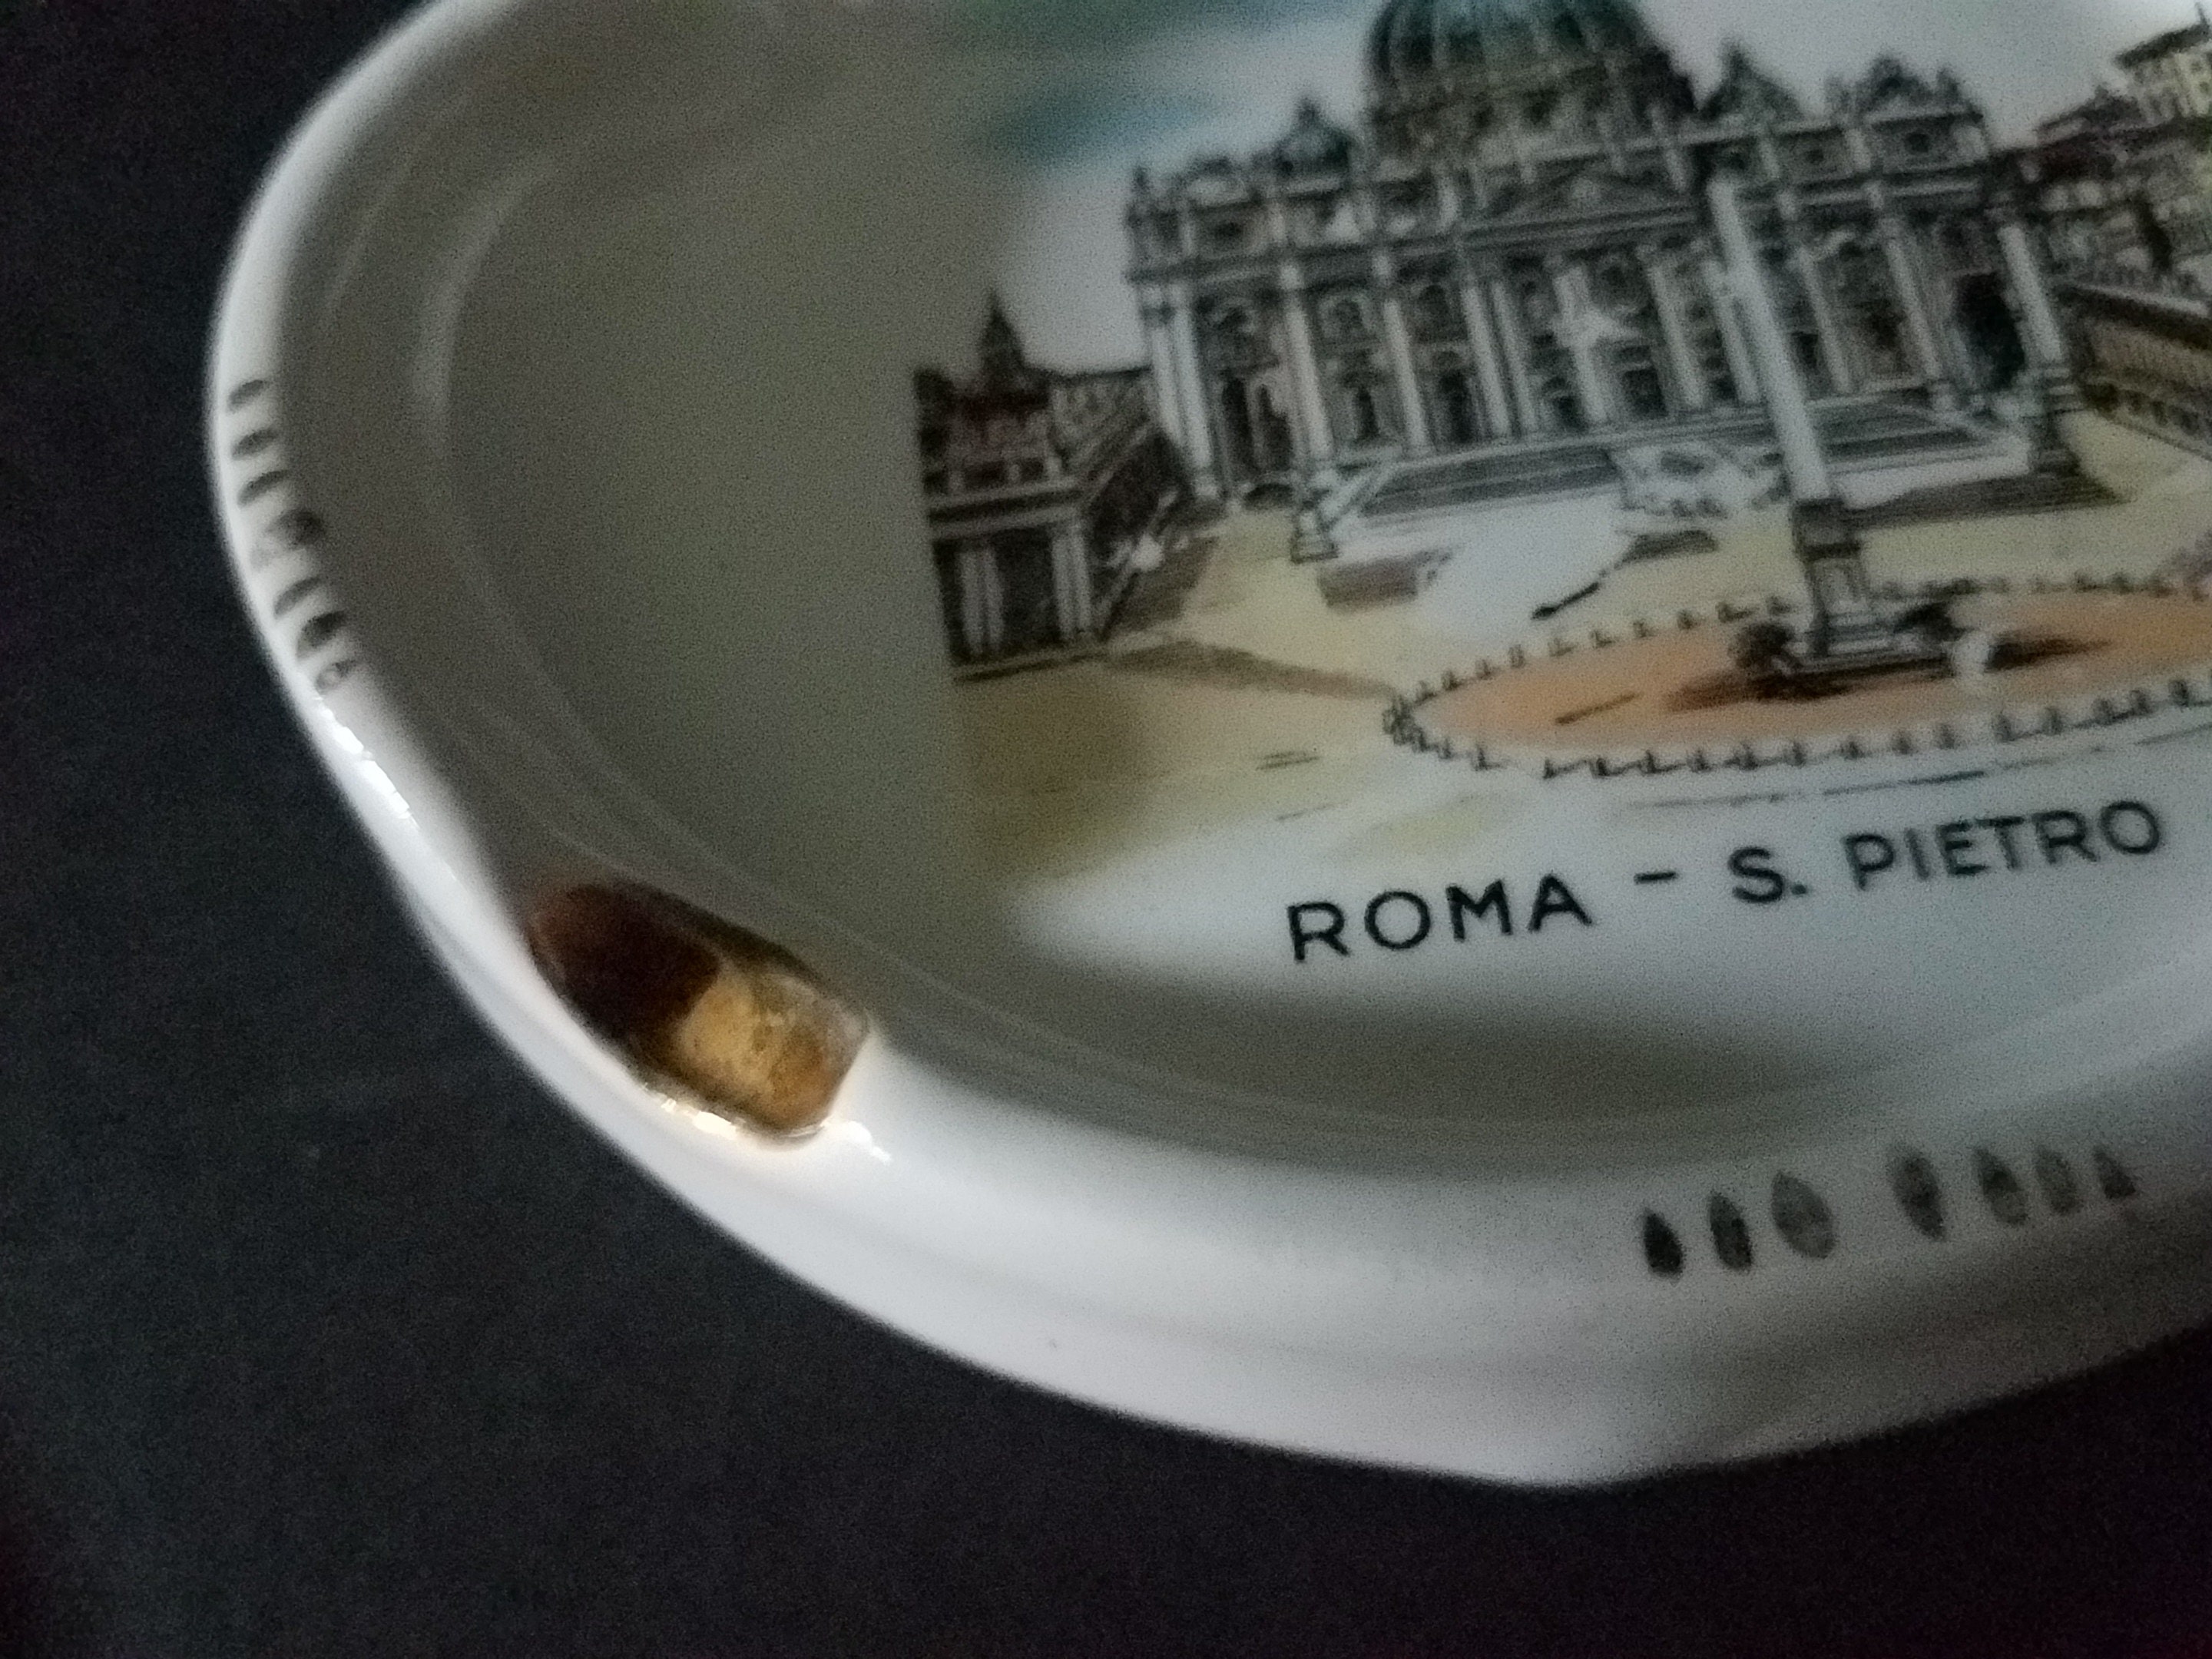 ROMA - S. PIETRO